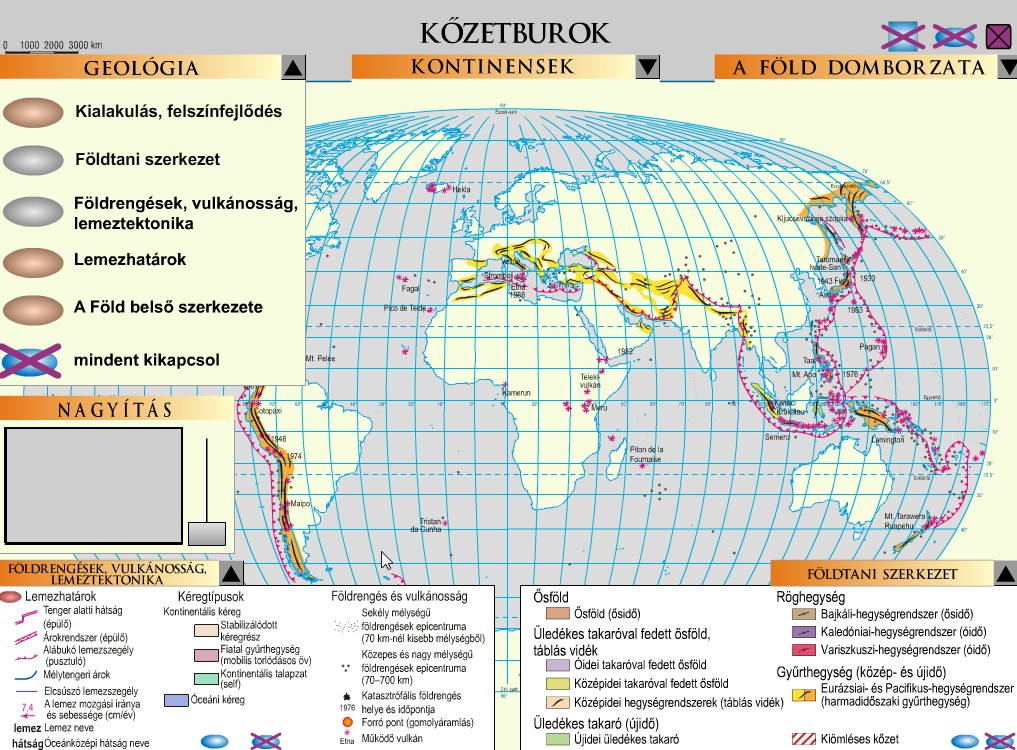 KŐZETBUROK
0 1000 2000 3000 km
GEOLÓGIA
KONTINENSEK
A FÖLD DOMBORZATA
Kialakulás, felszínfejlődés
Földtani szerkezet
Földrengések, vulkánosság,
lemeztektonika
Lemezhatárok
A Föld belső szerkezete
mindent kikapcsol
NAGYÍTÁS
Hekla
Kljucsevszkaja szopka
Fayal
Pico de Teide
Etna
1968
1933
1993
Pagan
1976
Mt. Apo
Mt. Pelée
1982
Teleki-
vulkán
Meru
Kamerun
Krakatau
Semeru
Lamington
Cotopaxi
1946
1974
Maipo
Piton de la
Fournaise
Tristan
da Cunha
Mt. Tarawera
Ruapehu
FÖLDRENGÉSEK, VULKÁNOSSÁG,
LEMEZTEKTONIKA
Lemezhatárok
Tenger alatti hátság
(épülő)
Árokrendszer (épülő)
Alábukó lemezszegély
(pusztuló)
Mélytengeri árok
Elcsúszó lemezszegély
7,4 A lemez mozgási iránya
és sebessége (cm/év)
lemez Lemez neve
hátság Óceánközépi hátság neve
Kéregtípusok
Kontinentális kéreg
Stabilizálódott
kéregrész
Fiatal gyűrthegység
(mobilis torlódásos öv)
Kontinentális talapzat
(self)
Óceáni kéreg
Földrengés és vulkánosság
Sekély mélységű
földrengések epicentruma
(70 km-nél kisebb mélységből)
Közepes és nagy mélységű
földrengések epicentruma
(70–700 km)
Katasztrófális földrengés
1976 helye és időpontja
Forró pont (gomolyáramlás)
Etna Működő vulkán
FÖLDTANI SZERKEZET
Ősföld
Ősföld (ősidő)
Üledékes takaróval fedett ősföld,
táblás vidék
Óidei takaróval fedett ősföld
Középidei takaróval fedett ősföld
Középidei hegységrendszerek (táblás vidék)
Üledékes takaró (újidő)
Újidei üledékes takaró
Röghegység
Bajkáli-hegységrendszer (ősidő)
Kaledóniai-hegységrendszer (óidő)
Variszkuszi-hegységrendszer (óidő)
Gyűrthegység (közép- és újidő)
Eurázsiai- és Pacifikus-hegységrendszer
(harmadidőszaki gyűrthegység)
Kiömléses kőzet